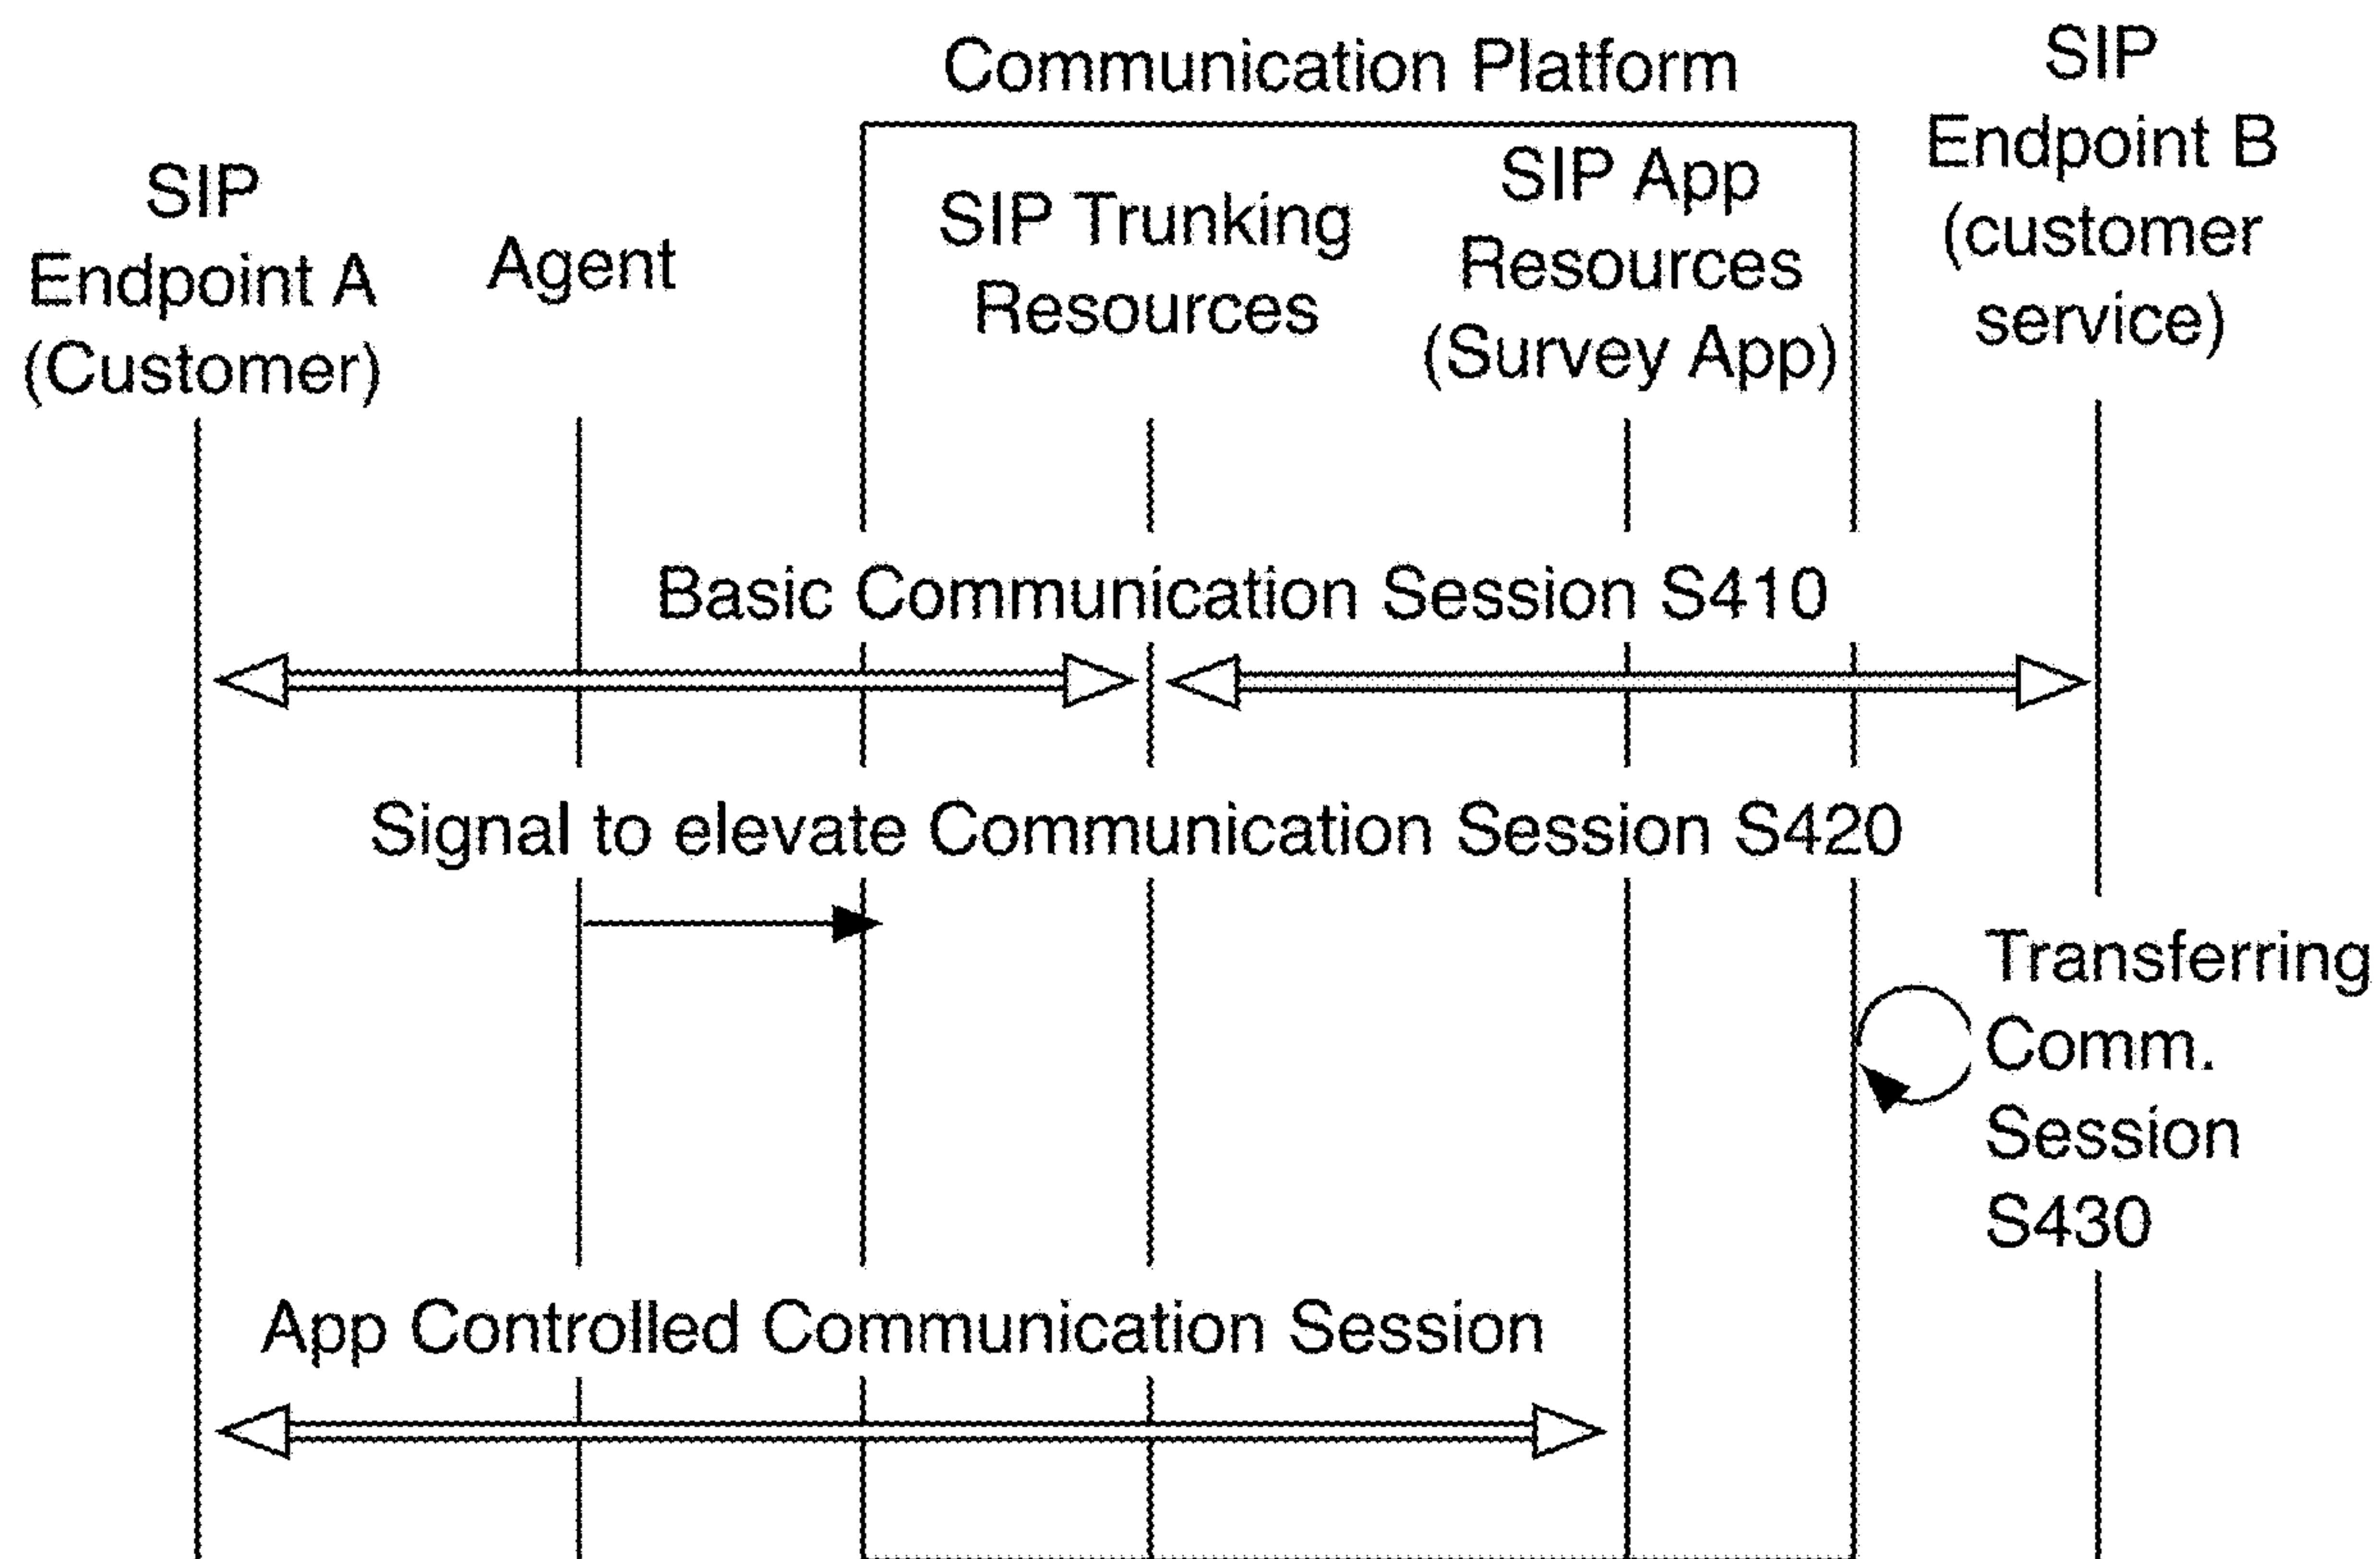 Communication Platform
SIP
Endpoint A
(Customer)
Agent
SIP Trunking
Resources
SIP App
Resources
(Survey App)
SIP
Endpoint B
(customer
service)
Basic Communication Session S410
Signal to elevate Communication Session S420
Transferring
Comm.
Session
S430
App Controlled Communication Session